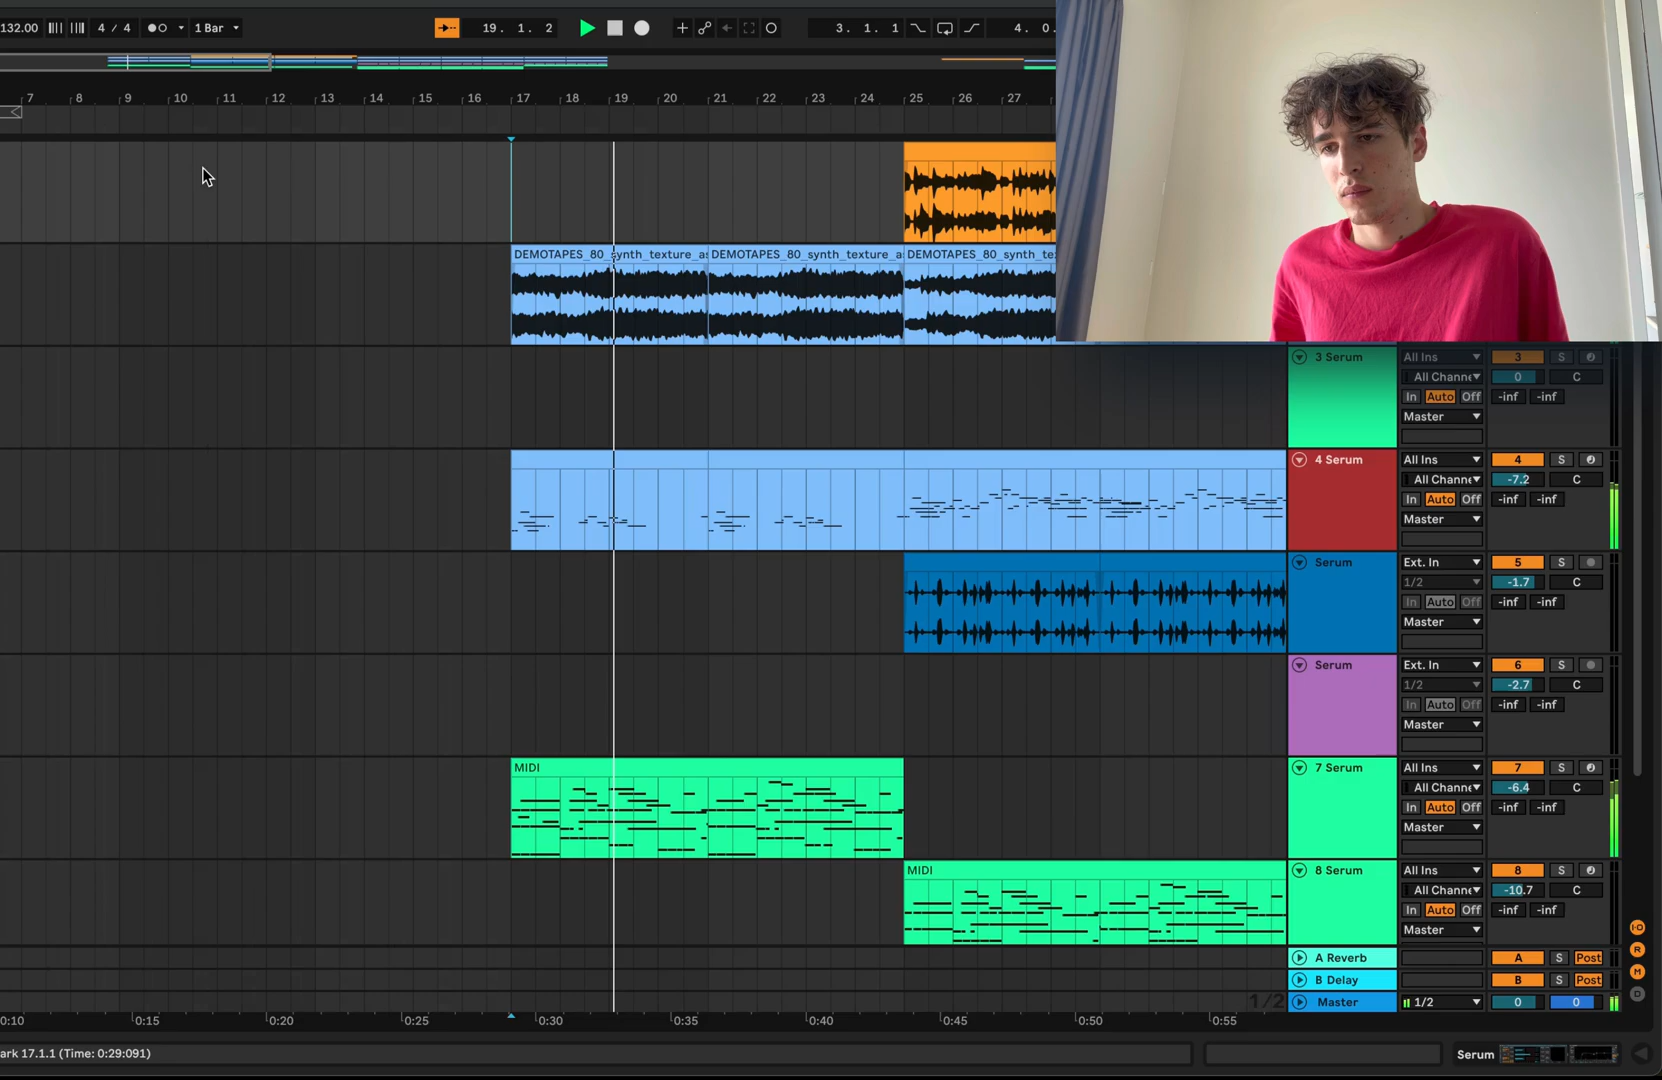 132.00 4 / 4 1 Bar 19. 1. 2 3. 1. 1 4. 0.
7 8 9 10 11 12 13 14 15 16 17 18 19 20 21 22 23 24 25 26 27
DEMOTAPES_80_synth_texture_a DEMOTAPES_80_synth_texture_a DEMOTAPES_80_synth_te
3 Serum All Ins 3 S
All Channe 0 C
In Auto Off -inf -inf
Master
4 Serum All Ins 4 S
All Channe -7.2 C
In Auto Off -inf -inf
Master
Serum Ext. In 5 S
1/2 -1.7 C
In Auto Off -inf -inf
Master
Serum Ext. In 6 S
1/2 -2.7 C
In Auto Off -inf -inf
Master
MIDI 7 Serum All Ins 7 S
All Channe -6.4 C
In Auto Off -inf -inf
Master
MIDI 8 Serum All Ins 8 S
All Channe -10.7 C
In Auto Off -inf -inf
Master
A Reverb A S Post
B Delay B S Post
1/2 Master 1/2 0 0
I·O
R
M
D
0:10 0:15 0:20 0:25 0:30 0:35 0:40 0:45 0:50 0:55
ark 17.1.1 (Time: 0:29:091) Serum